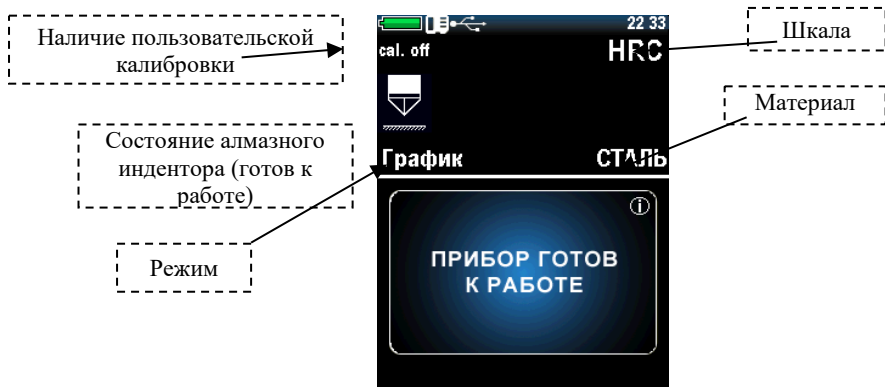 Наличие пользовательской
калибровки
22 33
Шкала
cal. off
HRC
Материал
Состояние алмазного
индентора (готов к
работе)
График
СТАЛЬ
Режим
ПРИБОР ГОТОВ
К РАБОТЕ